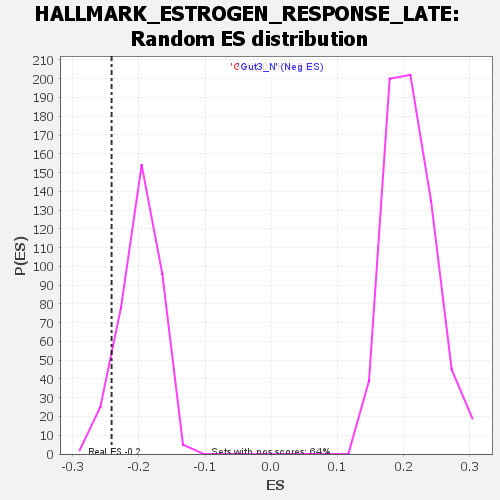 HALLMARK_ESTROGEN_RESPONSE_LATE:
Random ES distribution
'Gut3_N' (Neg ES)
210
200
190
180
170
160
150
140
130
120
110
100
90
80
70
60
50
40
30
20
10
0
P(ES)
Real ES -0.2
Sets with pos scores: 64%
-0.3 -0.2 -0.1 0.0 0.1 0.2 0.3
ES